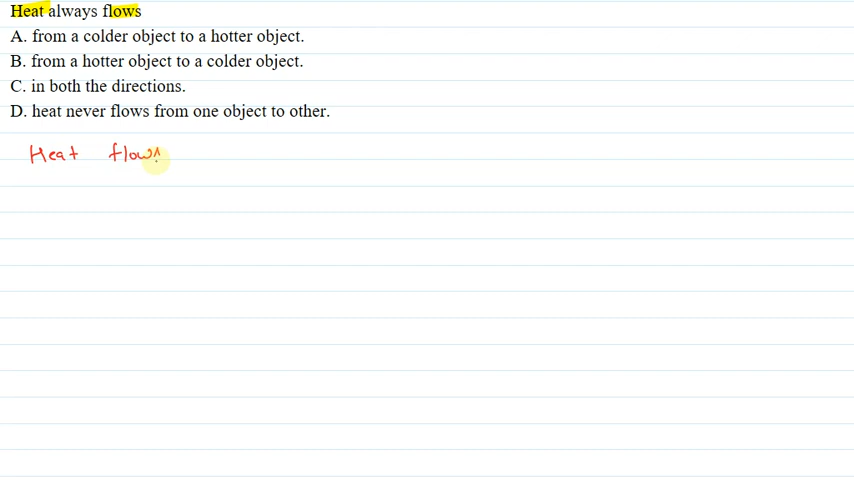 Heat always flows
A. from a colder object to a hotter object.
B. from a hotter object to a colder object.
C. in both the directions.
D. heat never flows from one object to other.
Heat flows